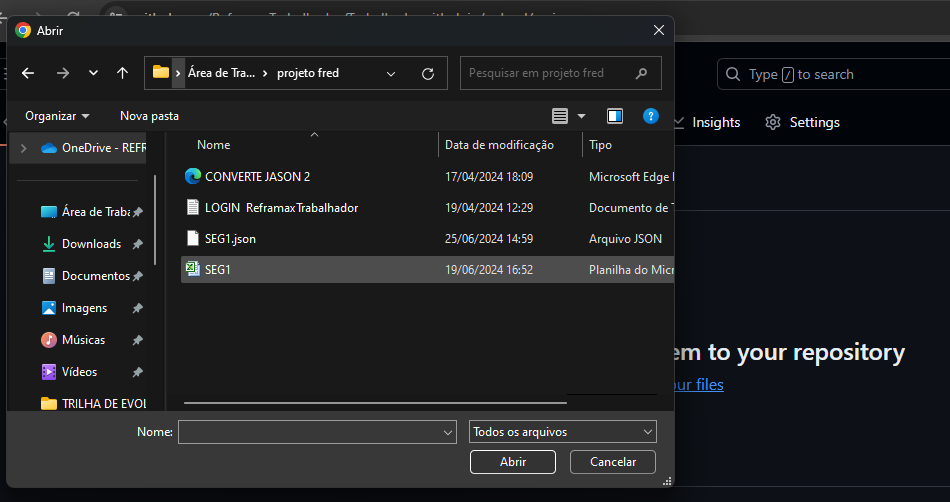 Abrir
Área de Tra... projeto fred
Pesquisar em projeto fred
Type / to search
Organizar
Nova pasta
Insights
Settings
OneDrive - REFR
Nome
Data de modificação
Tipo
CONVERTE JASON 2
17/04/2024 18:09
Microsoft Edge
Área de Traba
LOGIN ReframaxTrabalhador
19/04/2024 12:29
Documento de T
Downloads
SEG1.json
25/06/2024 14:59
Arquivo JSON
Documentos
SEG1
19/06/2024 16:52
Planilha do Micr
Imagens
Músicas
em to your repository
Vídeos
our files
TRILHA DE EVOL
Nome:
Todos os arquivos
Abrir
Cancelar